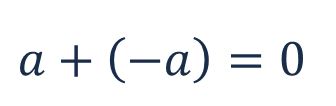 a + (−a) = 0